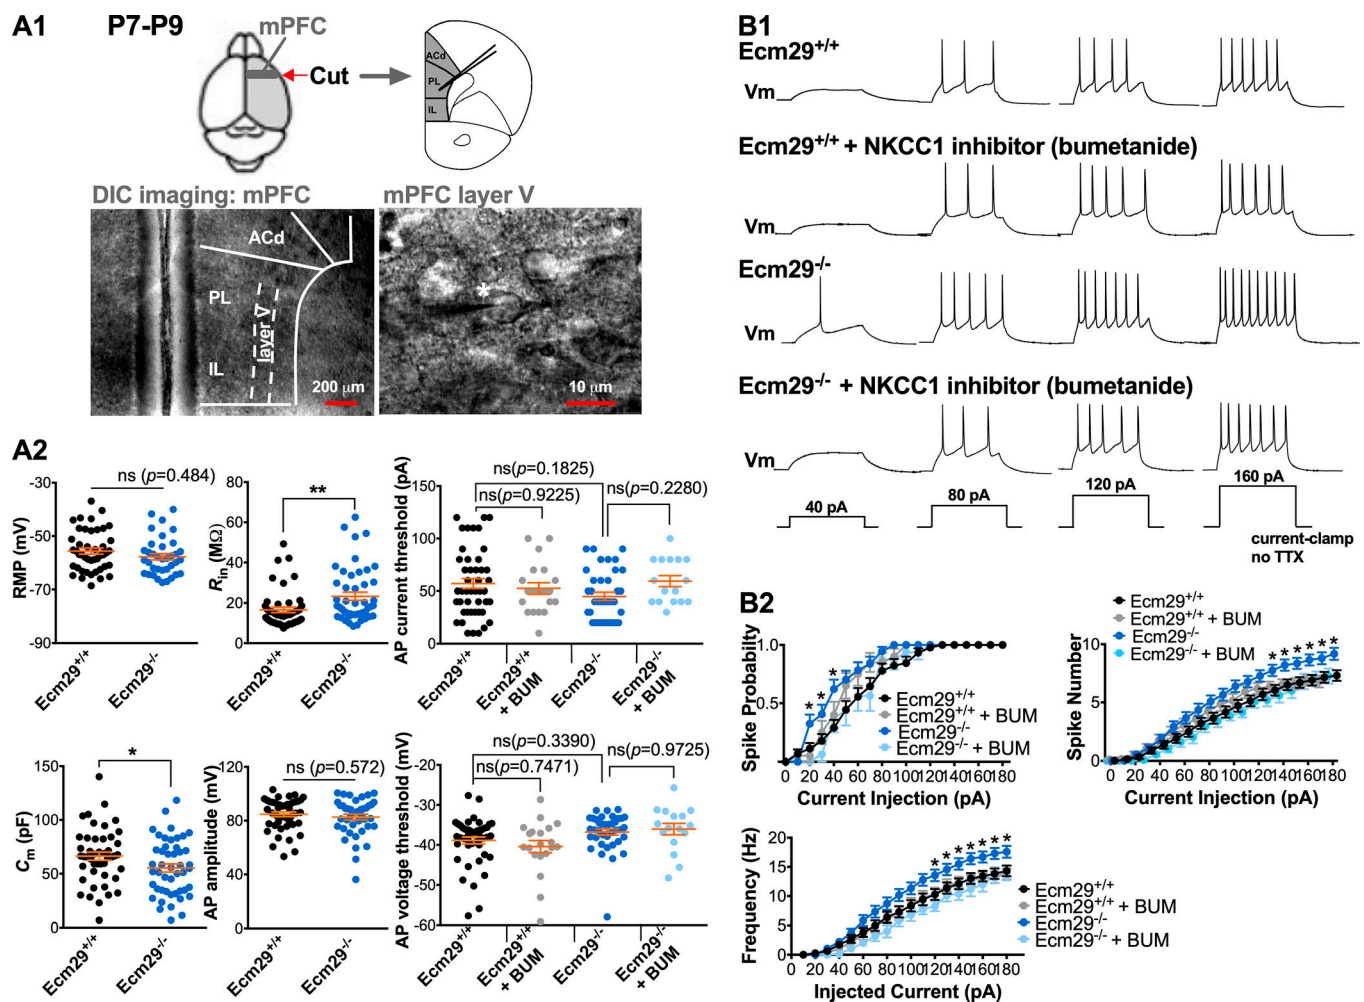 A1
P7-P9
mPFC
Cut
ACd
PL
IL
DIC imaging: mPFC
mPFC layer V
ACd
PL
layer V
IL
200 μm
*
10 μm
A2
ns (p=0.484)
RMP (mV)
-30
-50
-70
-90
Ecm29+/+
Ecm29-/-
**
Rin (MΩ)
80
60
40
20
0
Ecm29+/+
Ecm29-/-
ns(p=0.1825)
ns(p=0.9225)
ns(p=0.2280)
AP current threshold (pA)
150
100
50
0
Ecm29+/+
Ecm29+/+ + BUM
Ecm29-/-
Ecm29-/- + BUM
*
Cm (pF)
150
100
50
0
Ecm29+/+
Ecm29-/-
ns (p=0.572)
AP amplitude (mV)
120
80
40
0
Ecm29+/+
Ecm29-/-
ns(p=0.3390)
ns(p=0.7471)
ns(p=0.9725)
AP voltage threshold (mV)
-20
-30
-40
-50
-60
Ecm29+/+
Ecm29+/+ + BUM
Ecm29-/-
Ecm29-/- + BUM
B1
Ecm29+/+
Vm
Ecm29+/+ + NKCC1 inhibitor (bumetanide)
Vm
Ecm29-/-
Vm
Ecm29-/- + NKCC1 inhibitor (bumetanide)
Vm
40 pA
80 pA
120 pA
160 pA
current-clamp
no TTX
B2
Spike Probability
1.0
0.5
0
* * *
Ecm29+/+
Ecm29+/+ + BUM
Ecm29-/-
Ecm29-/- + BUM
0 20 40 60 80 100 120 140 160 180
Current Injection (pA)
Ecm29+/+
Ecm29+/+ + BUM
Ecm29-/-
Ecm29-/- + BUM
* * * * * *
Spike Number
10
5
0
0 20 40 60 80 100 120 140 160 180
Current Injection (pA)
Frequency (Hz)
20
15
10
5
0
* * * * * * *
Ecm29+/+
Ecm29+/+ + BUM
Ecm29-/-
Ecm29-/- + BUM
0 20 40 60 80 100 120 140 160 180
Injected Current (pA)